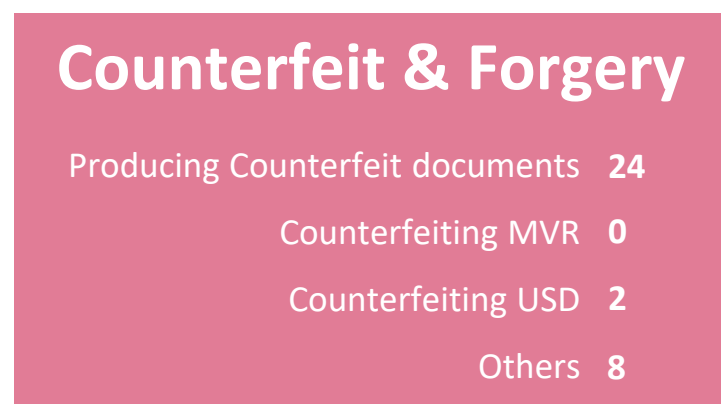 Counterfeit & Forgery
Producing Counterfeit documents 24
Counterfeiting MVR 0
Counterfeiting USD 2
Others 8